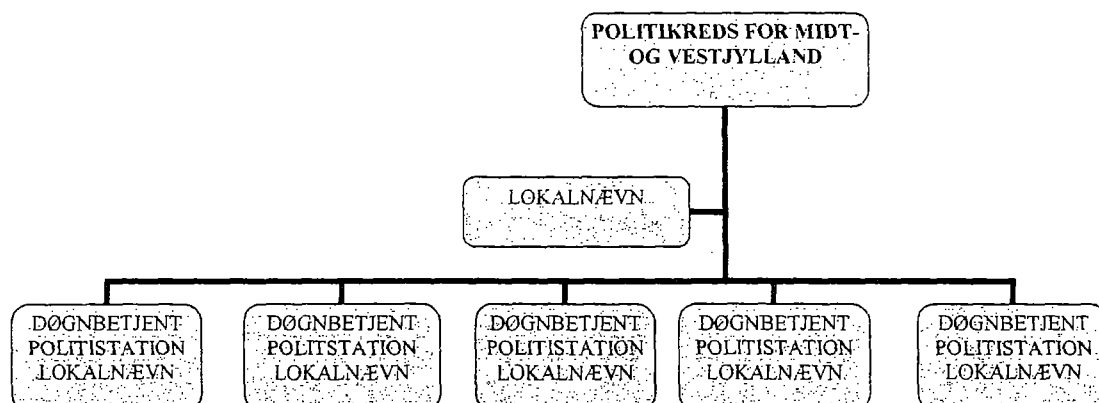 POLITIKREDS FOR MIDT-
OG VESTJYLLAND
LOKALNÆVN
DØGNBETJENT
POLITISTATION
LOKALNÆVN
DØGNBETJENT
POLITSTATION
LOKALNÆVN
DØGNBETJENT
POLITISTATION
LOKALNÆVN
DØGNBETJENT
POLITISTATION
LOKALNÆVN
DØGNBETJENT
POLITISTATION
LOKALNÆVN